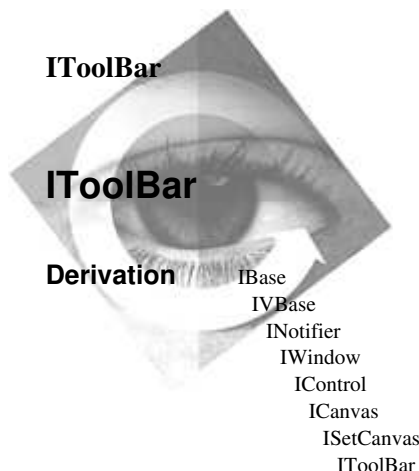 IToolBar
IToolBar
Derivation IBase
IVBase
INotifier
IWindow
IControl
ICanvas
ISetCanvas
IToolBar